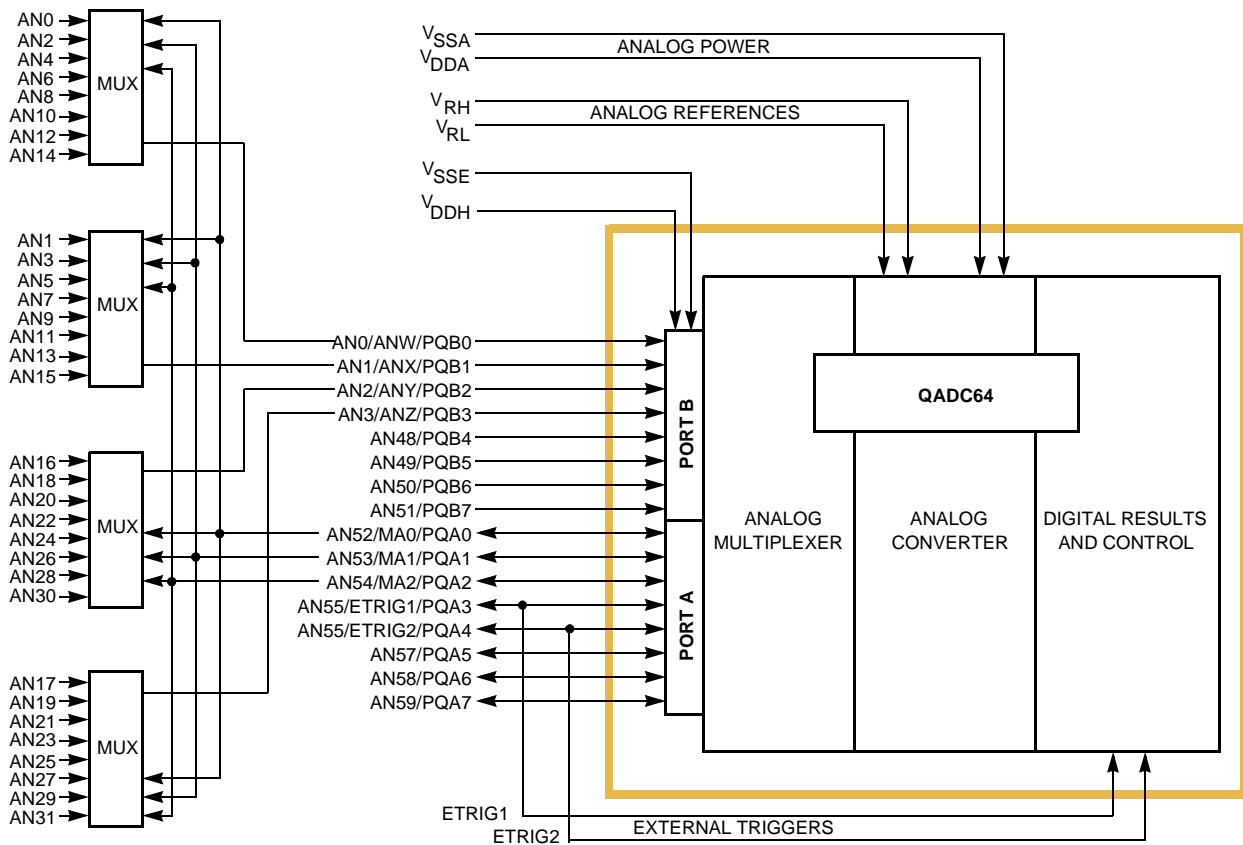 AN0
AN2
AN4
AN6
AN8
AN10
AN12
AN14
MUX
AN1
AN3
AN5
AN7
AN9
AN11
AN13
AN15
MUX
AN16
AN18
AN20
AN22
AN24
AN26
AN28
AN30
MUX
AN17
AN19
AN21
AN23
AN25
AN27
AN29
AN31
MUX
VSSA
ANALOG POWER
VDDA
VRH
ANALOG REFERENCES
VRL
VSSE
VDDH
AN0/ANW/PQB0
AN1/ANX/PQB1
AN2/ANY/PQB2
AN3/ANZ/PQB3
AN48/PQB4
AN49/PQB5
AN50/PQB6
AN51/PQB7
AN52/MA0/PQA0
AN53/MA1/PQA1
AN54/MA2/PQA2
AN55/ETRIG1/PQA3
AN55/ETRIG2/PQA4
AN57/PQA5
AN58/PQA6
AN59/PQA7
PORT B
PORT A
QADC64
ANALOG
MULTIPLEXER
ANALOG
CONVERTER
DIGITAL RESULTS
AND CONTROL
ETRIG1
EXTERNAL TRIGGERS
ETRIG2